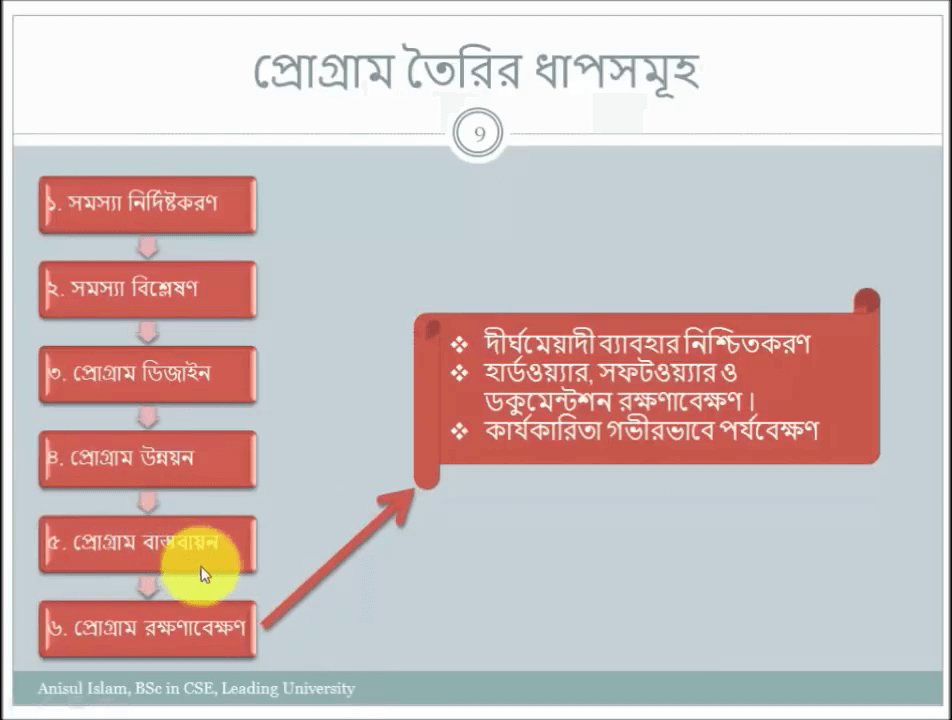 প্রোগ্রাম তৈরির ধাপসমূহ
9
১. সমস্যা নির্দিষ্টকরণ
২. সমস্যা বিশ্লেষণ
৩. প্রোগ্রাম ডিজাইন
৪. প্রোগ্রাম উন্নয়ন
৫. প্রোগ্রাম বাস্তবায়ন
৬. প্রোগ্রাম রক্ষণাবেক্ষণ
❖ দীর্ঘমেয়াদী ব্যাবহার নিশ্চিতকরণ
❖ হার্ডওয়্যার, সফটওয়্যার ও
ডকুমেন্টশন রক্ষণাবেক্ষণ।
❖ কার্যকারিতা গভীরভাবে পর্যবেক্ষণ
Anisul Islam, BSc in CSE, Leading University